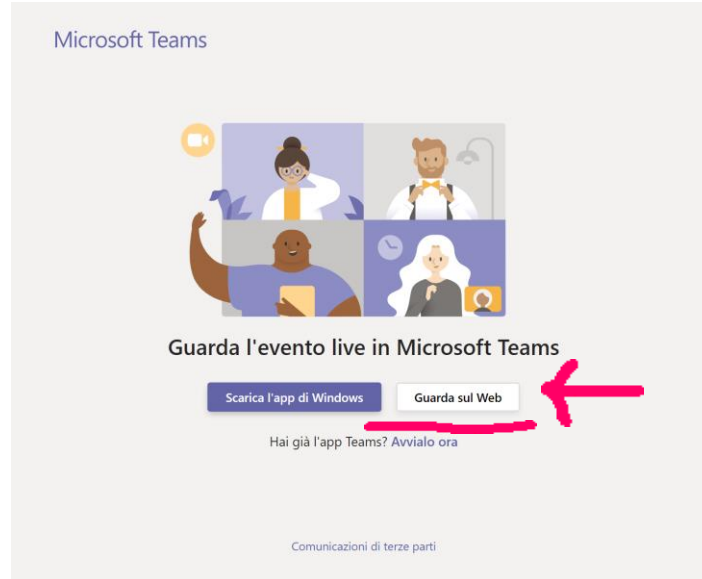 Microsoft Teams
Guarda l'evento live in Microsoft Teams
Scarica l'app di Windows
Guarda sul Web
Hai già l'app Teams? Avvialo ora
Comunicazioni di terze parti